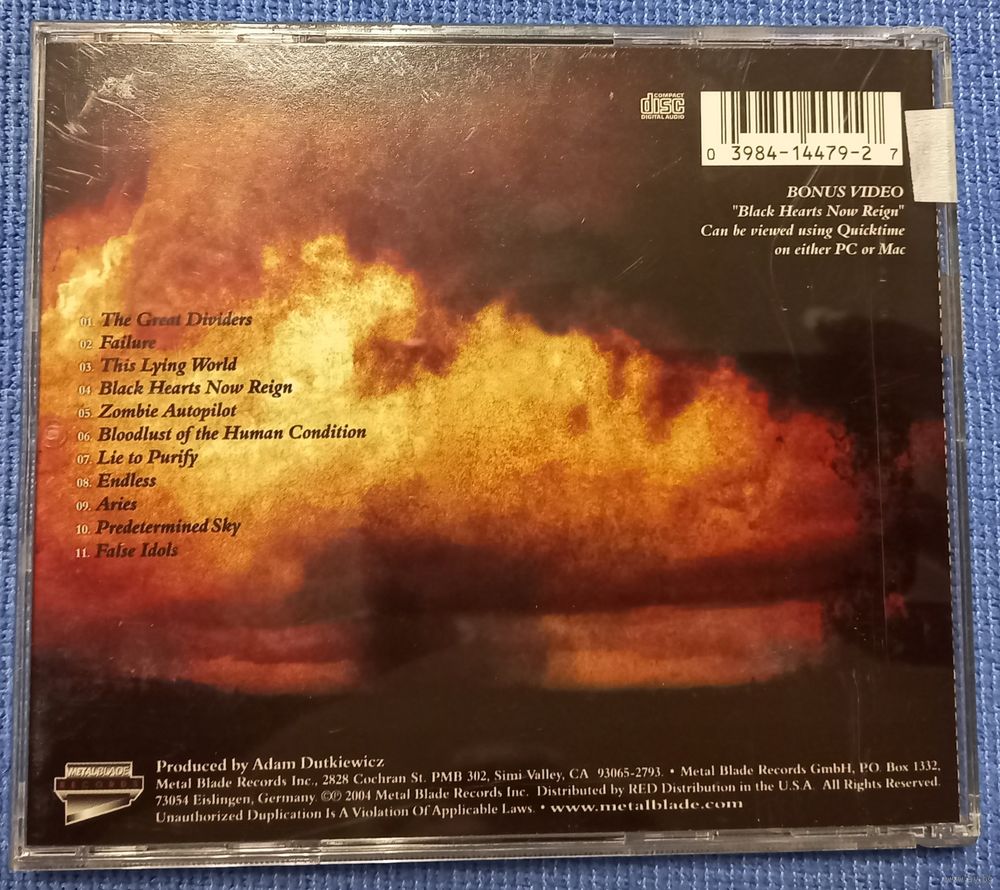 COMPACT
disc
DIGITAL AUDIO
0 3984-14479-2 7
BONUS VIDEO
"Black Hearts Now Reign"
Can be viewed using Quicktime
on either PC or Mac
01. The Great Dividers
02 Failure
03. This Lying World
04 Black Hearts Now Reign
05. Zombie Autopilot
06. Bloodlust of the Human Condition
07. Lie to Purify
08. Endless
09. Aries
10. Predetermined Sky
11. False Idols
METAL BLADE
RECORDS
Produced by Adam Dutkiewicz
Metal Blade Records Inc., 2828 Cochran St. PMB 302, Simi Valley, CA 93065-2793. • Metal Blade Records GmbH, P.O. Box 1332,
73054 Eislingen, Germany. ©℗ 2004 Metal Blade Records Inc. Distributed by RED Distribution in the U.S.A. All Rights Reserved.
Unauthorized Duplication Is A Violation Of Applicable Laws. • www.metalblade.com